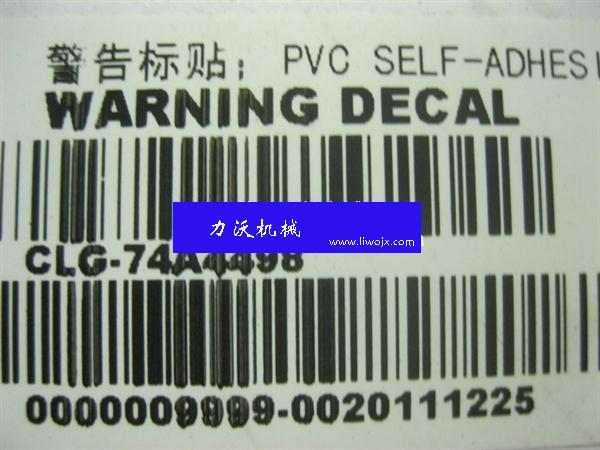 警告标贴; PVC SELF-ADHESI
WARNING DECAL
力沃机械
www.liwojx.com
CLG-74A4498
0000009999-0020111225